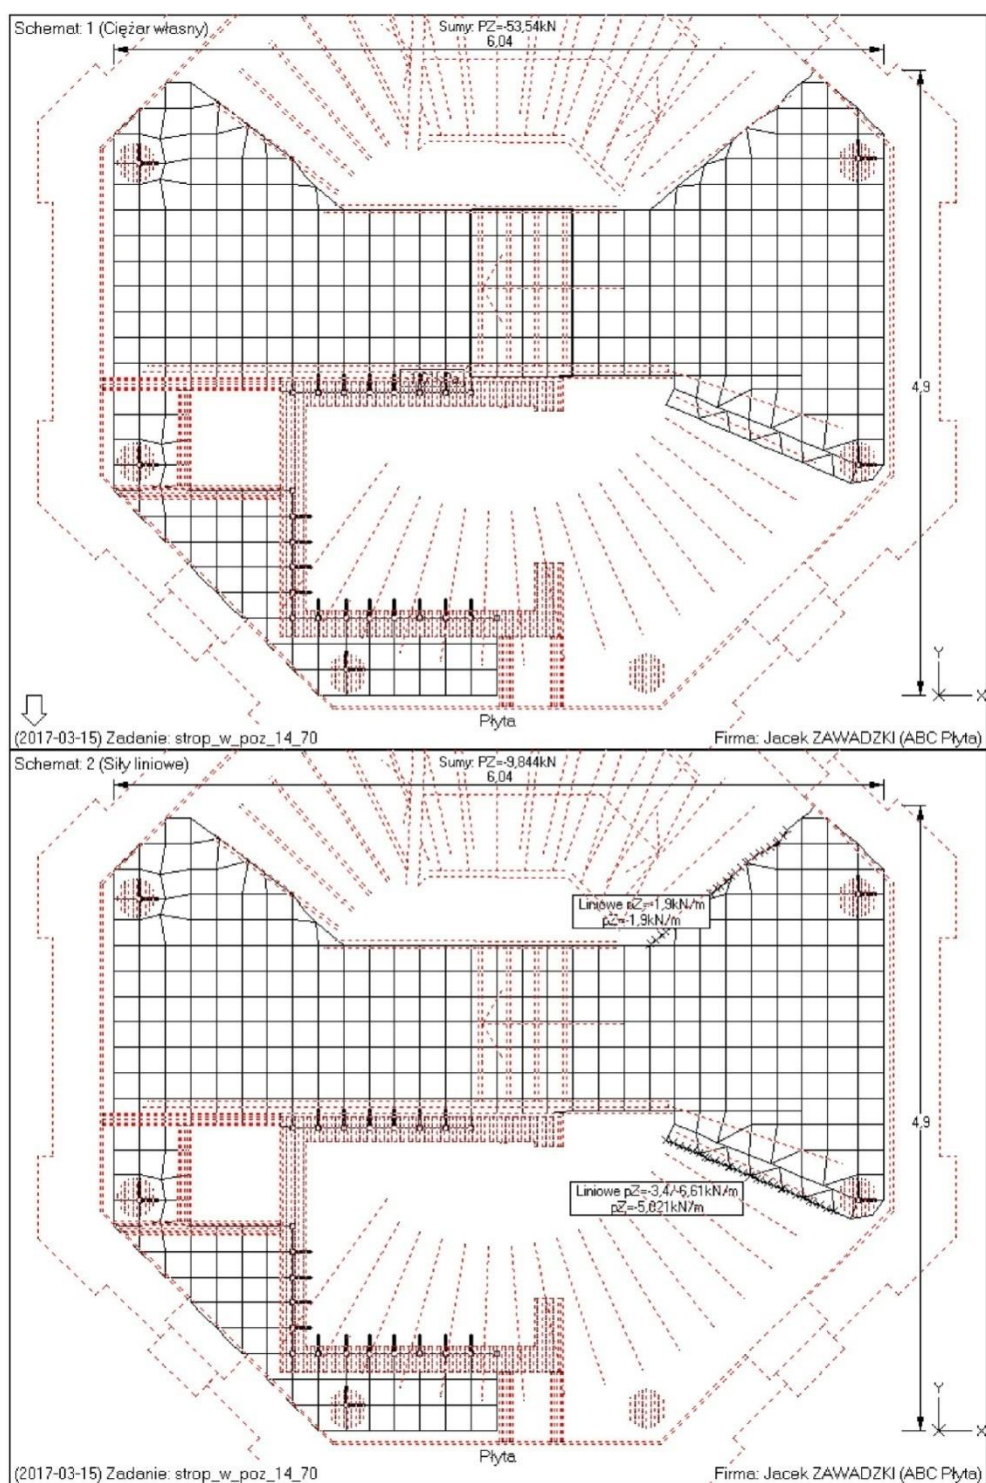 Schemat: 1 (Ciężar własny)
Sumy: PZ=-53,54kN
6,04
4,9
Y
X
Płyta
(2017-03-15) Zadanie: strop_w_poz_14_70
Firma: Jacek ZAWADZKI (ABC Płyta)
Schemat: 2 (Siły liniowe)
Sumy: PZ=-9,844kN
6,04
Liniowe pZ=-1,9kN/m
pZ=-1,9kN/m
4,9
Liniowe pZ=-3,4/-6,61kN/m
pZ=-5,021kN/m
Y
X
Płyta
(2017-03-15) Zadanie: strop_w_poz_14_70
Firma: Jacek ZAWADZKI (ABC Płyta)